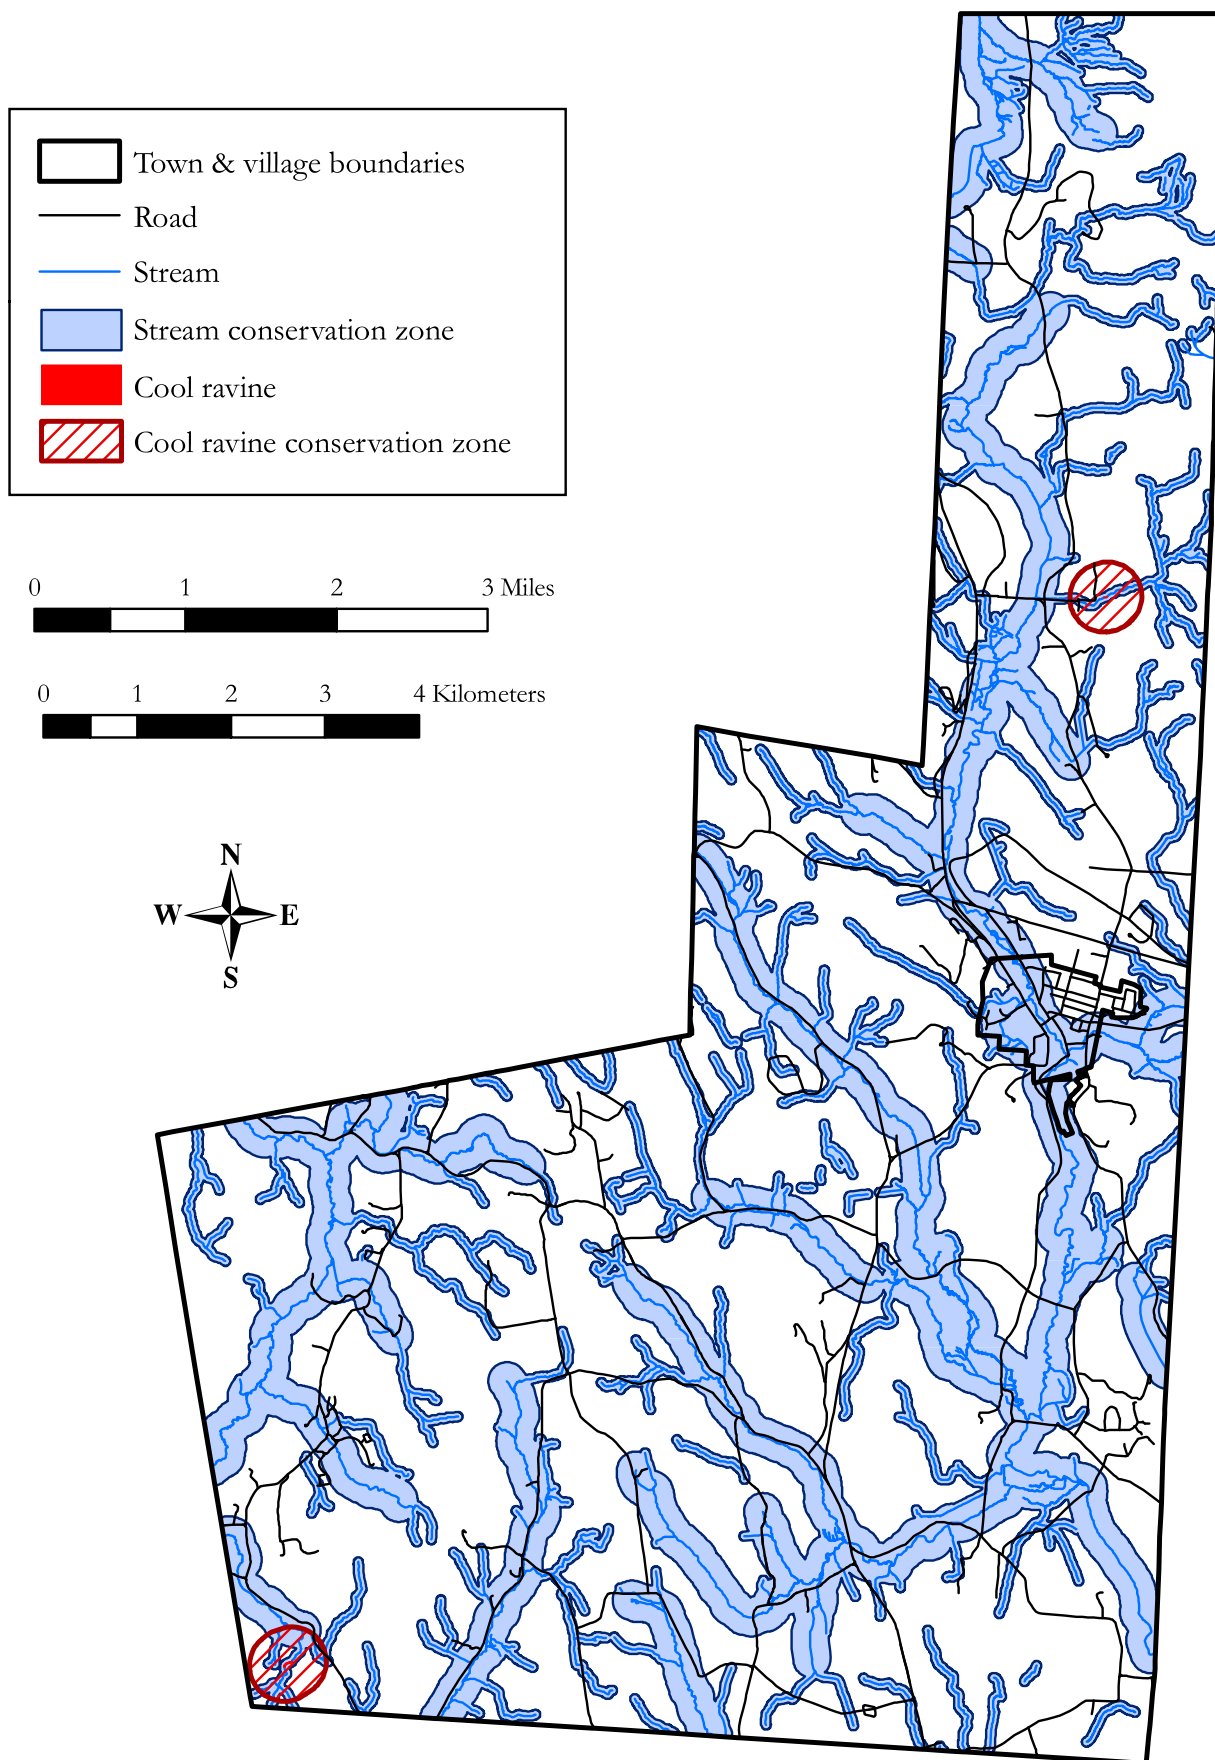 Town & village boundaries
Road
Stream
Stream conservation zone
Cool ravine
Cool ravine conservation zone
0 1 2 3 Miles
0 1 2 3 4 Kilometers
N
W E
S